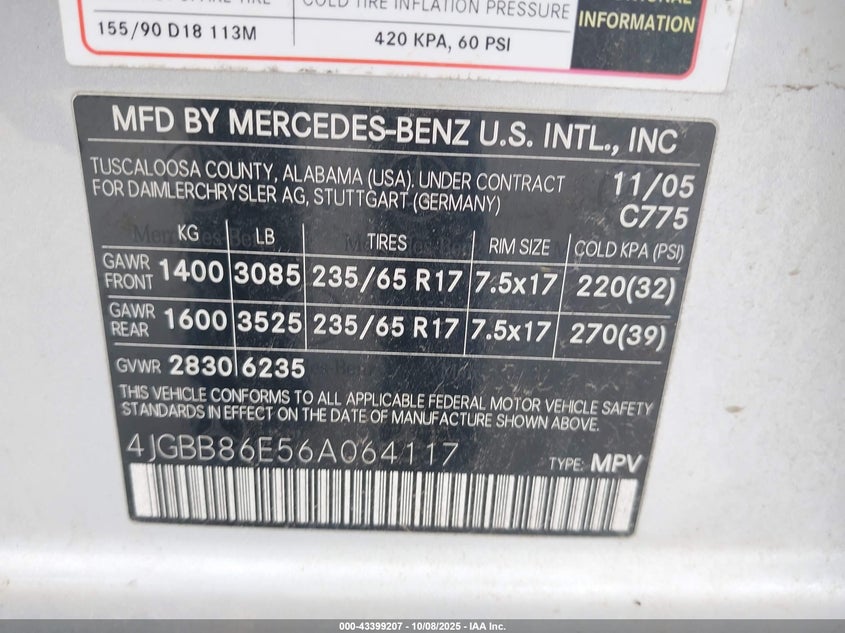 COLD TIRE INFLATION PRESSURE
155/90 D18 113M 420 KPA, 60 PSI
INFORMATION
MFD BY MERCEDES-BENZ U.S. INTL., INC
TUSCALOOSA COUNTY, ALABAMA (USA). UNDER CONTRACT 11/05
FOR DAIMLERCHRYSLER AG, STUTTGART (GERMANY) C775
KG LB TIRES RIM SIZE COLD KPA (PSI)
GAWR FRONT 1400 3085 235/65 R17 7.5x17 220(32)
GAWR REAR 1600 3525 235/65 R17 7.5x17 270(39)
GVWR 2830 6235
THIS VEHICLE CONFORMS TO ALL APPLICABLE FEDERAL MOTOR VEHICLE SAFETY
STANDARDS IN EFFECT ON THE DATE OF MANUFACTURE SHOWN ABOVE.
4JGBB86E56A064117 TYPE: MPV
000-43399207 - 10/08/2025 - IAA Inc.